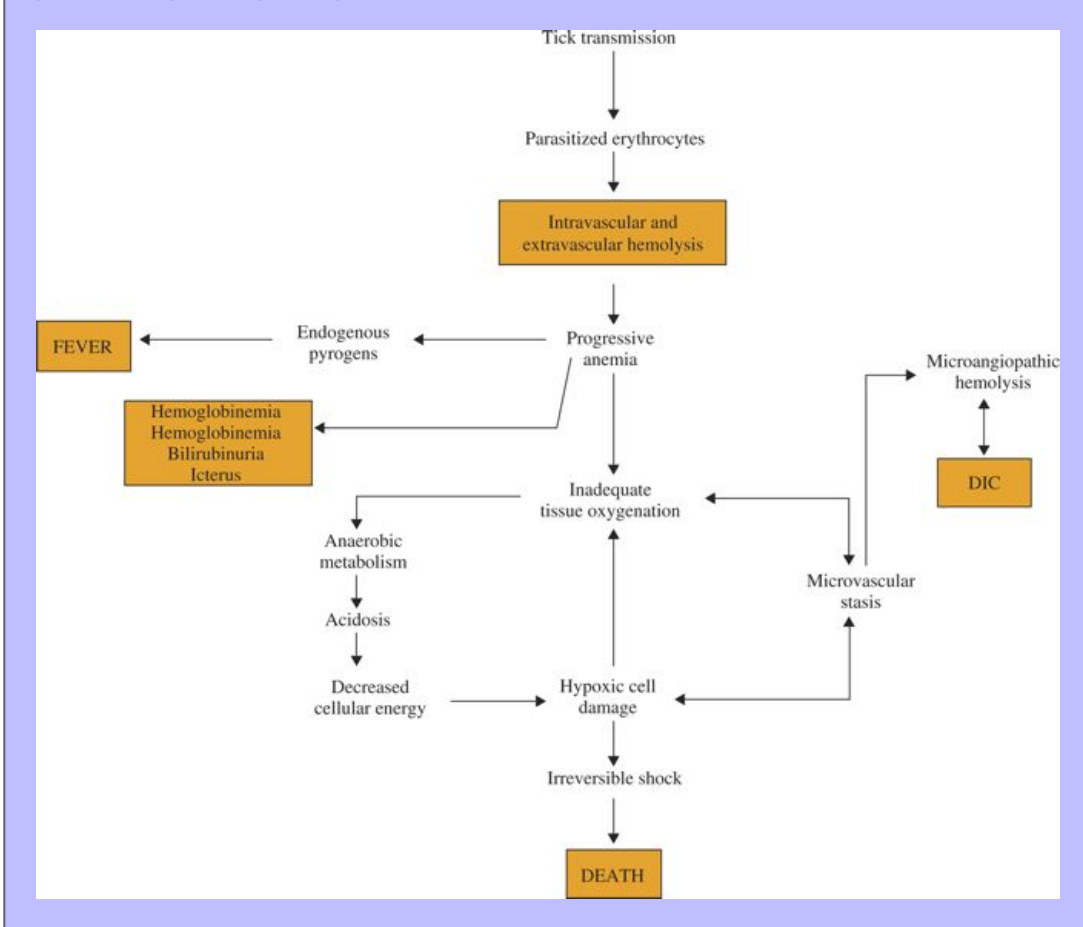 Tick transmission
Parasitized erythrocytes
Intravascular and
extravascular hemolysis
FEVER
Endogenous
pyrogens
Progressive
anemia
Microangiopathic
hemolysis
Hemoglobinemia
Hemoglobinemia
Bilirubinuria
Icterus
DIC
Inadequate
tissue oxygenation
Anaerobic
metabolism
Microvascular
stasis
Acidosis
Decreased
cellular energy
Hypoxic cell
damage
Irreversible shock
DEATH